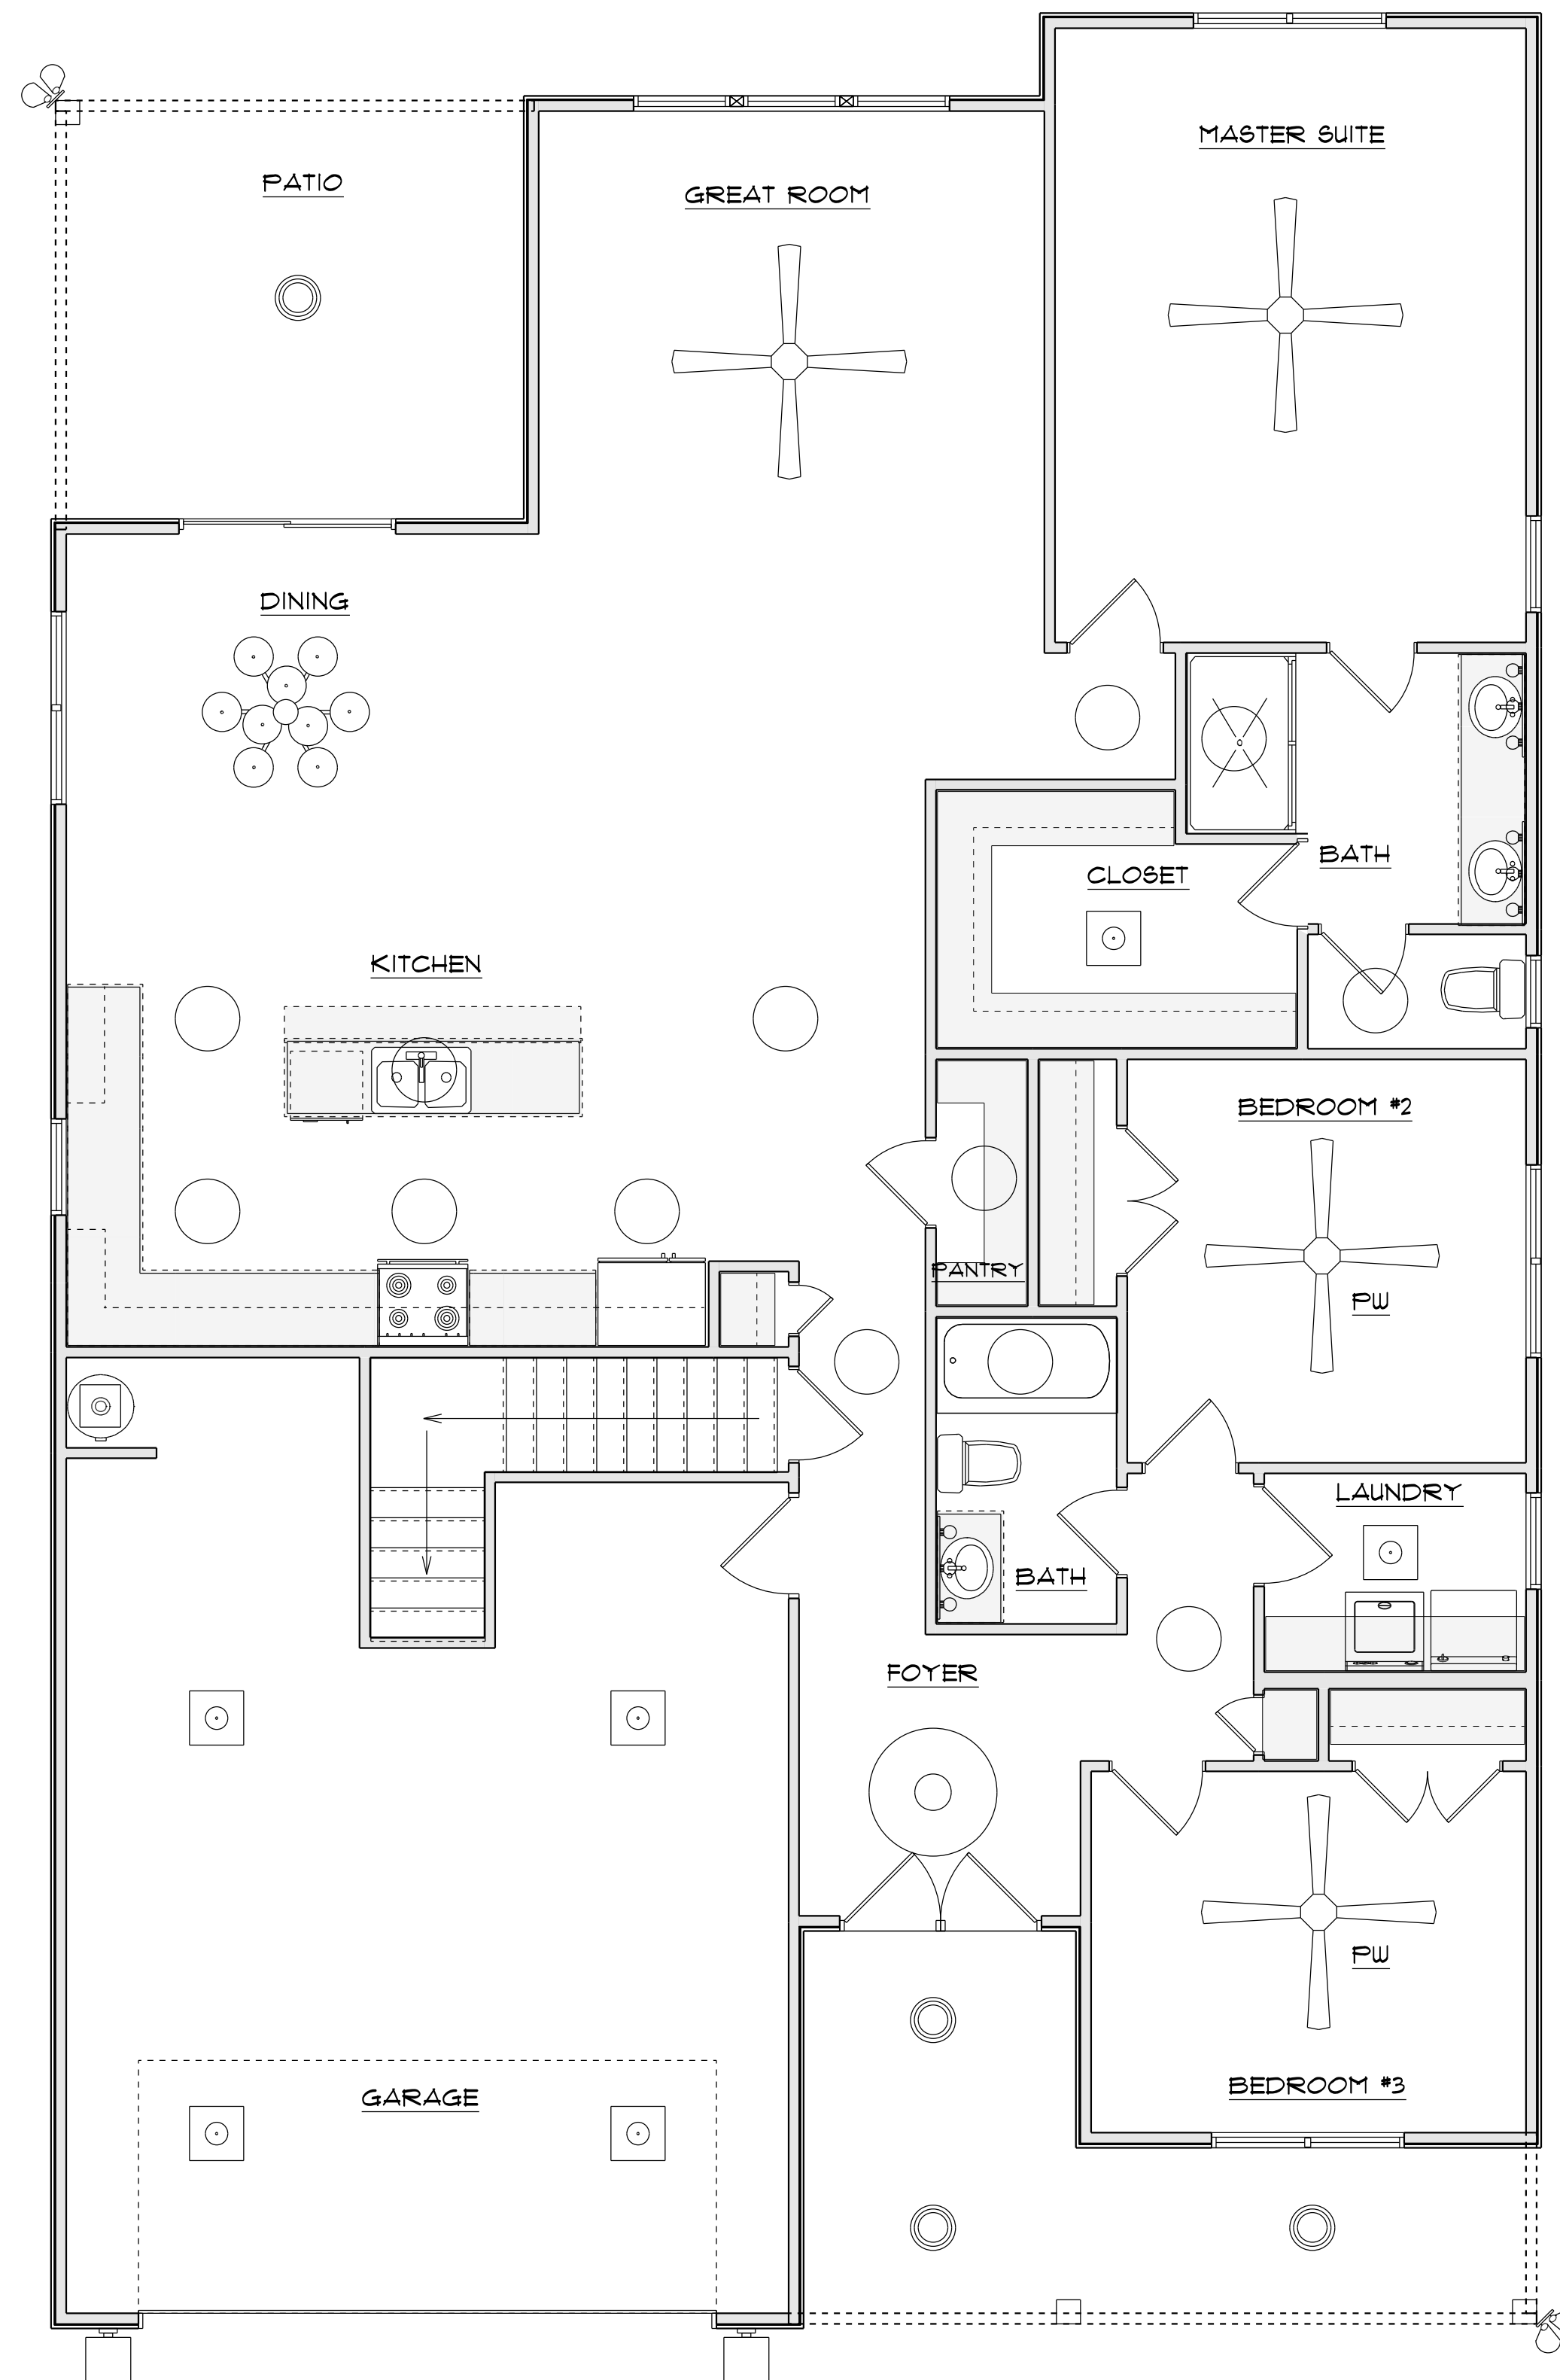 MASTER SUITE
PATIO
GREAT ROOM
DINING
BATH
CLOSET
KITCHEN
BEDROOM #2
PANTRY
PW
LAUNDRY
BATH
FOYER
PW
BEDROOM #3
GARAGE